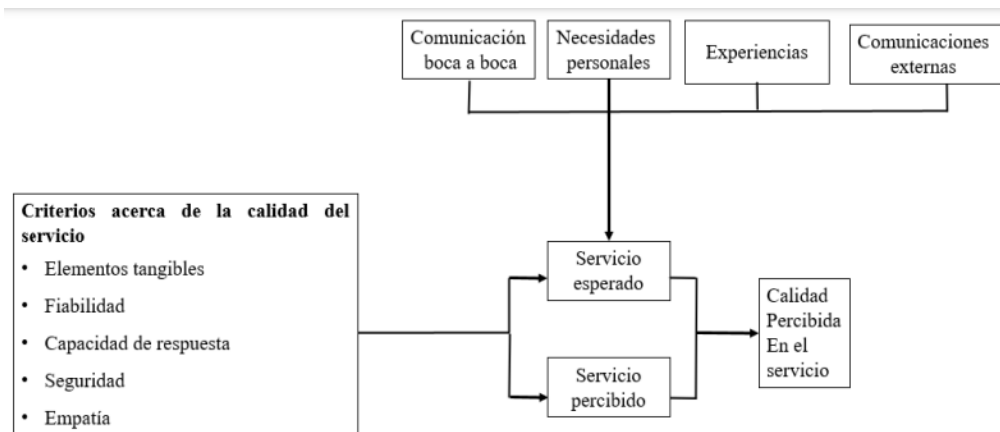 Comunicación
boca a boca
Necesidades
personales
Experiencias
Comunicaciones
externas
Criterios acerca de la calidad del
servicio
• Elementos tangibles
• Fiabilidad
• Capacidad de respuesta
• Seguridad
• Empatía
Servicio
esperado
Servicio
percibido
Calidad
Percibida
En el
servicio